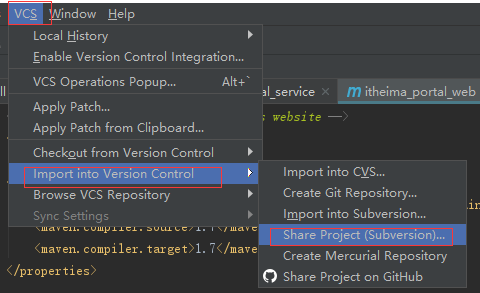 VCS Window Help
Local History
Enable Version Control Integration...
VCS Operations Popup... Alt+`
al_service × itheima_portal_web
Apply Patch...
Apply Patch from Clipboard...
s website -->
Checkout from Version Control
Import into Version Control
Import into CVS...
Browse VCS Repository
Create Git Repository...
Sync Settings
Import into Subversion...
<maven.compiler.source>1.7</mave
Share Project (Subversion)...
<maven.compiler.target>1.7</mave
Create Mercurial Repository
</properties>
Share Project on GitHub